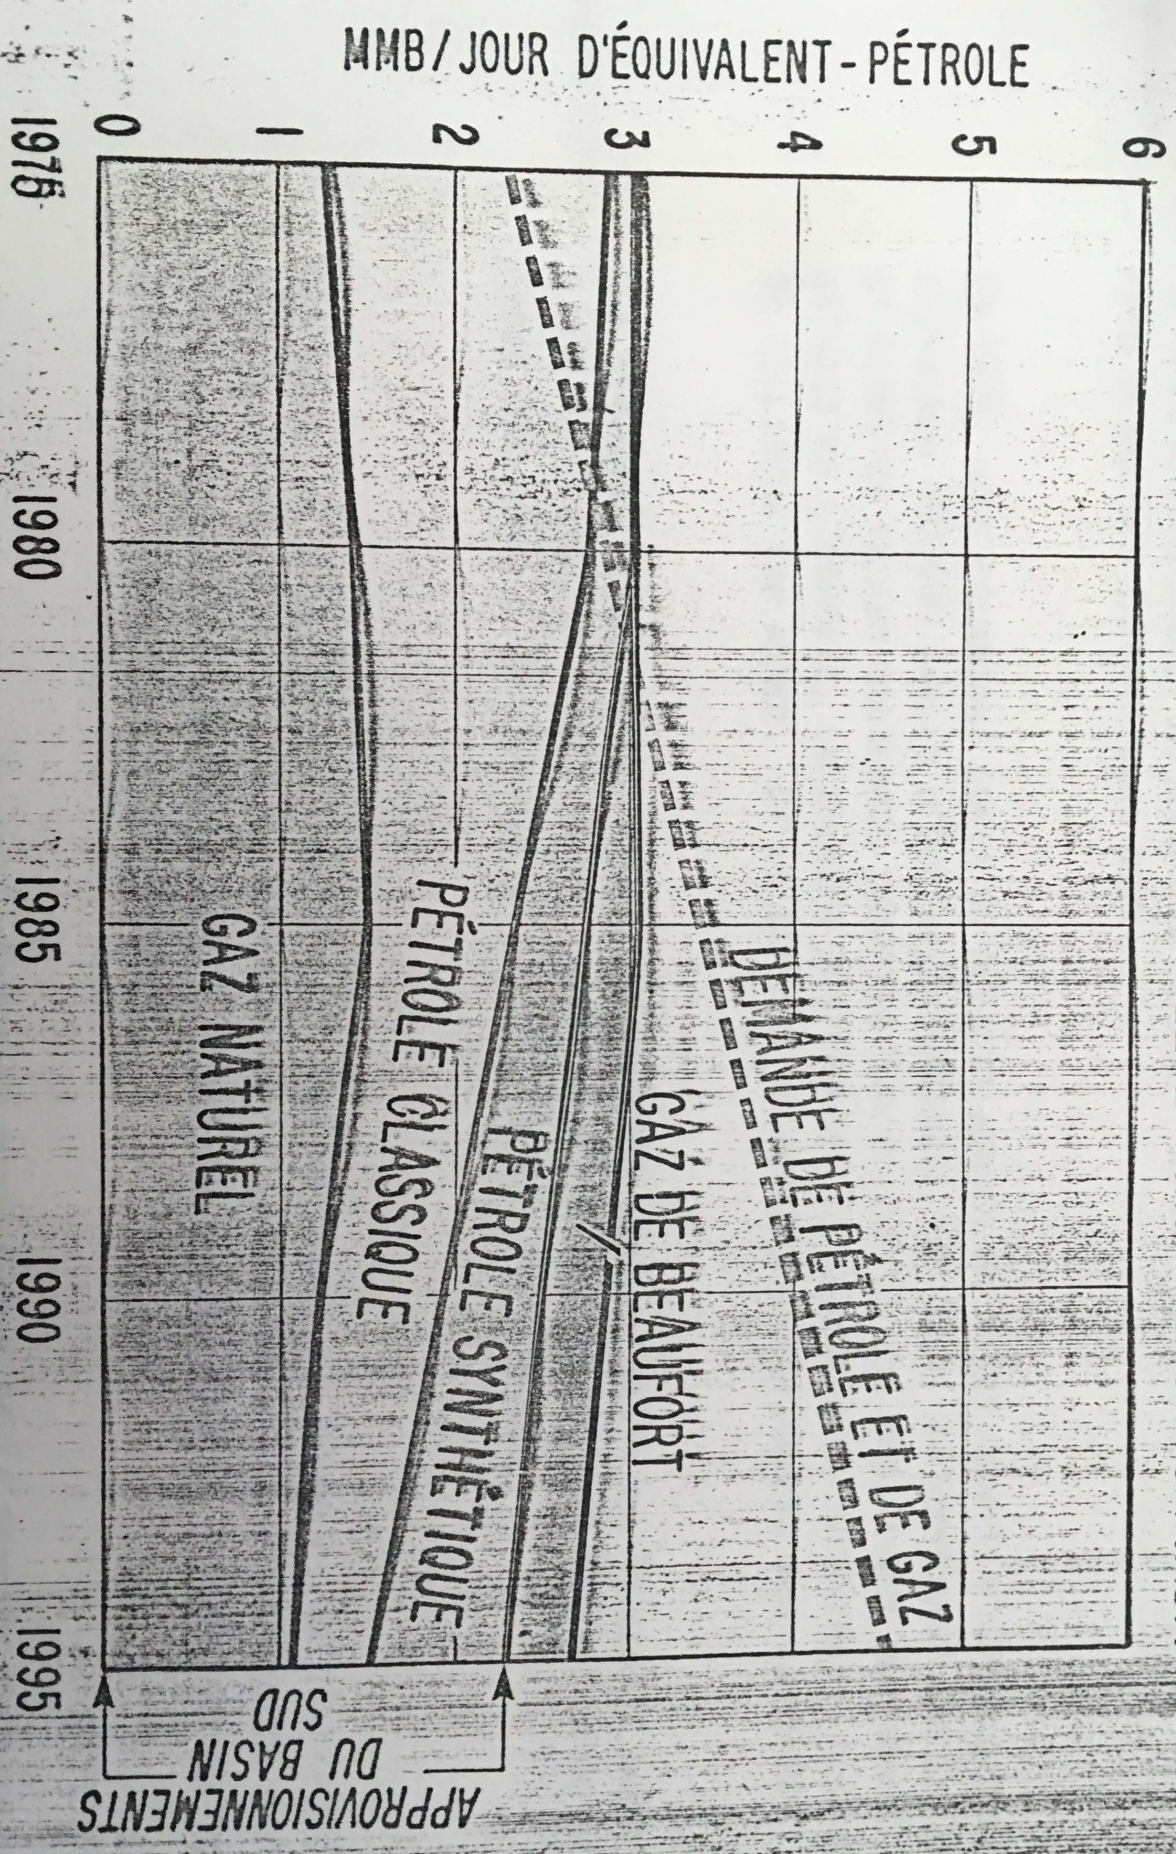 MMB/JOUR D'ÉQUIVALENT-PÉTROLE
6
5
4
3
2
1
0
1975
1980
1985
1990
1995
DEMANDE DE PÉTROLE ET DE GAZ
GAZ DE BEAUFORT
PÉTROLE SYNTHÉTIQUE
PÉTROLE CLASSIQUE
GAZ NATUREL
APPROVISIONNEMENTS
DU BASIN
SUD